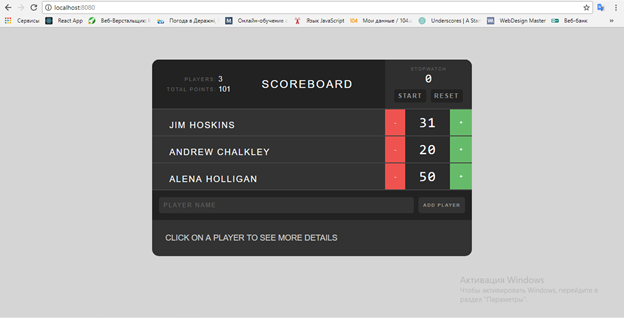 localhost:8080
Сервисы React App Веб-Верстальщик: Погода в Держин, Онлайн-обучение Язык JavaScript 104 Мои данные / 104... Underscores | A Star WebDesign Master Веб-банк
STOPWATCH
PLAYERS: 3
TOTAL POINTS: 101
SCOREBOARD
0
START RESET
JIM HOSKINS - 31 +
ANDREW CHALKLEY - 20 +
ALENA HOLLIGAN - 50 +
PLAYER NAME ADD PLAYER
CLICK ON A PLAYER TO SEE MORE DETAILS
Активация Windows
Чтобы активировать Windows, перейдите в
раздел "Параметры".